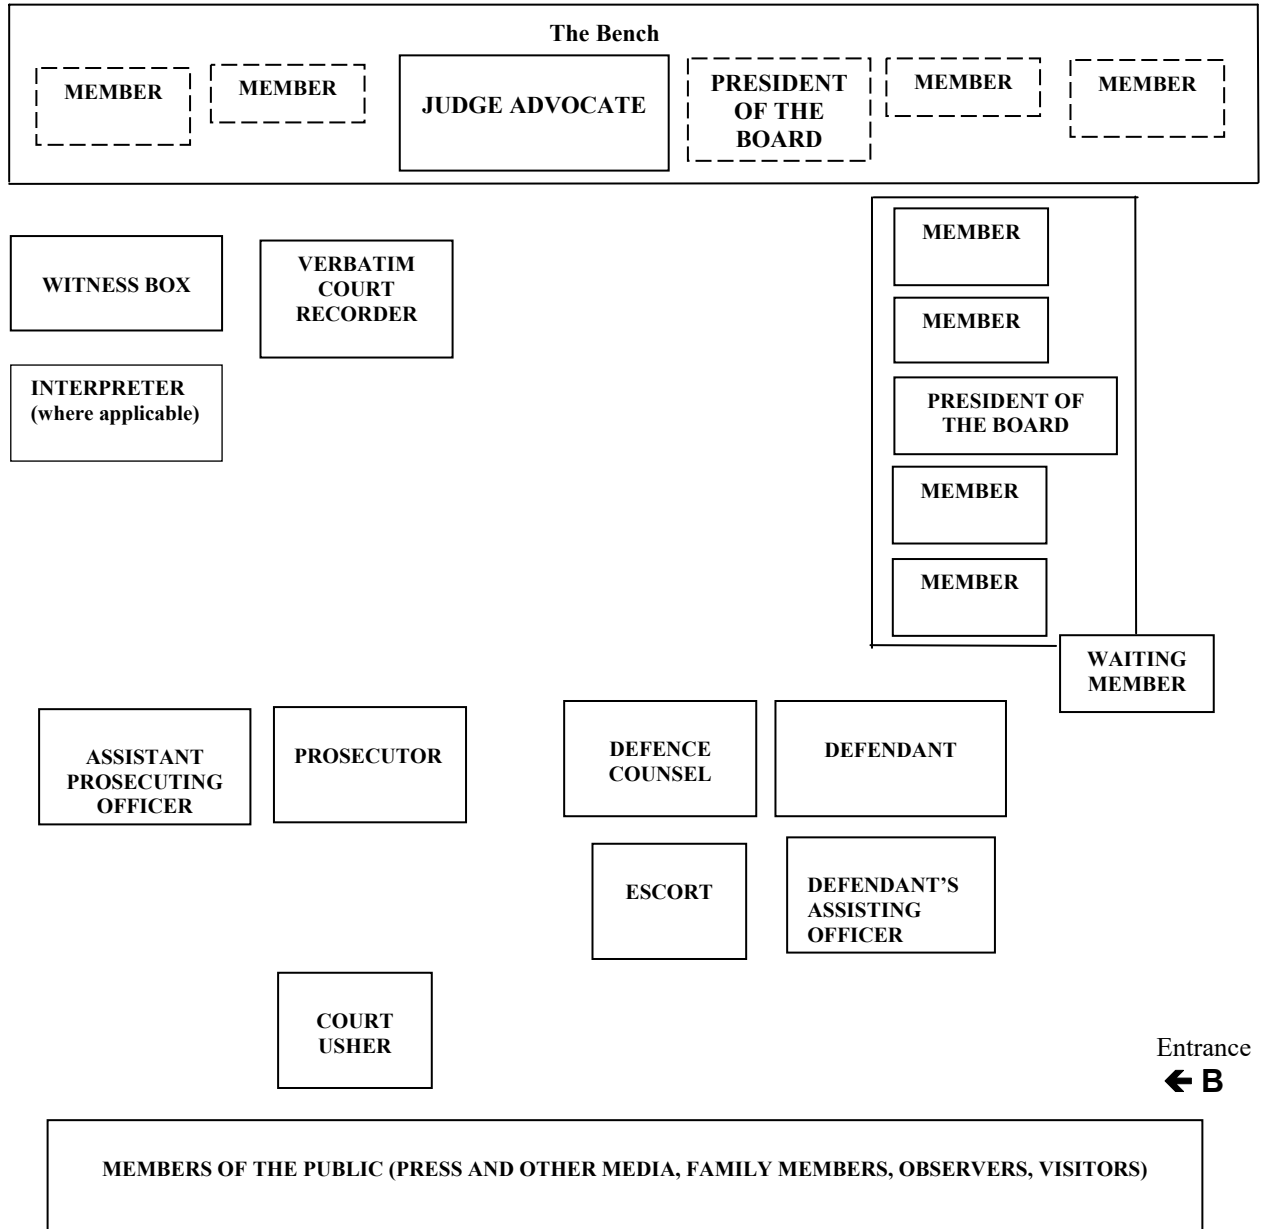 The Bench
MEMBER
MEMBER
JUDGE ADVOCATE
PRESIDENT
OF THE
BOARD
MEMBER
MEMBER
WITNESS BOX
VERBATIM
COURT
RECORDER
INTERPRETER
(where applicable)
MEMBER
MEMBER
PRESIDENT OF
THE BOARD
MEMBER
MEMBER
WAITING
MEMBER
ASSISTANT
PROSECUTING
OFFICER
PROSECUTOR
DEFENCE
COUNSEL
DEFENDANT
ESCORT
DEFENDANT’S
ASSISTING
OFFICER
COURT
USHER
Entrance
🡸 B
MEMBERS OF THE PUBLIC (PRESS AND OTHER MEDIA, FAMILY MEMBERS, OBSERVERS, VISITORS)